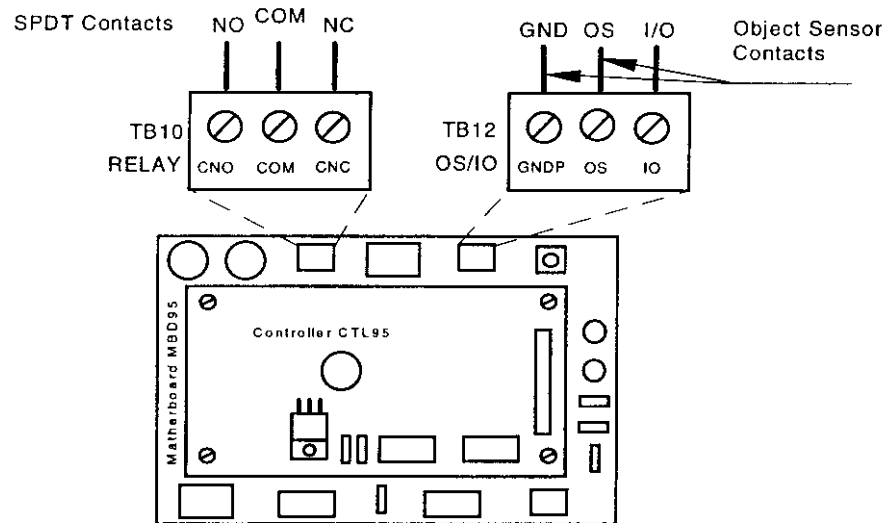 SPDT Contacts
NO COM NC
GND OS I/O
Object Sensor
Contacts
TB10
RELAY
CNO COM CNC
TB12
OS/IO
GNDP OS IO
Matherboard MBD95
Controller CTL95